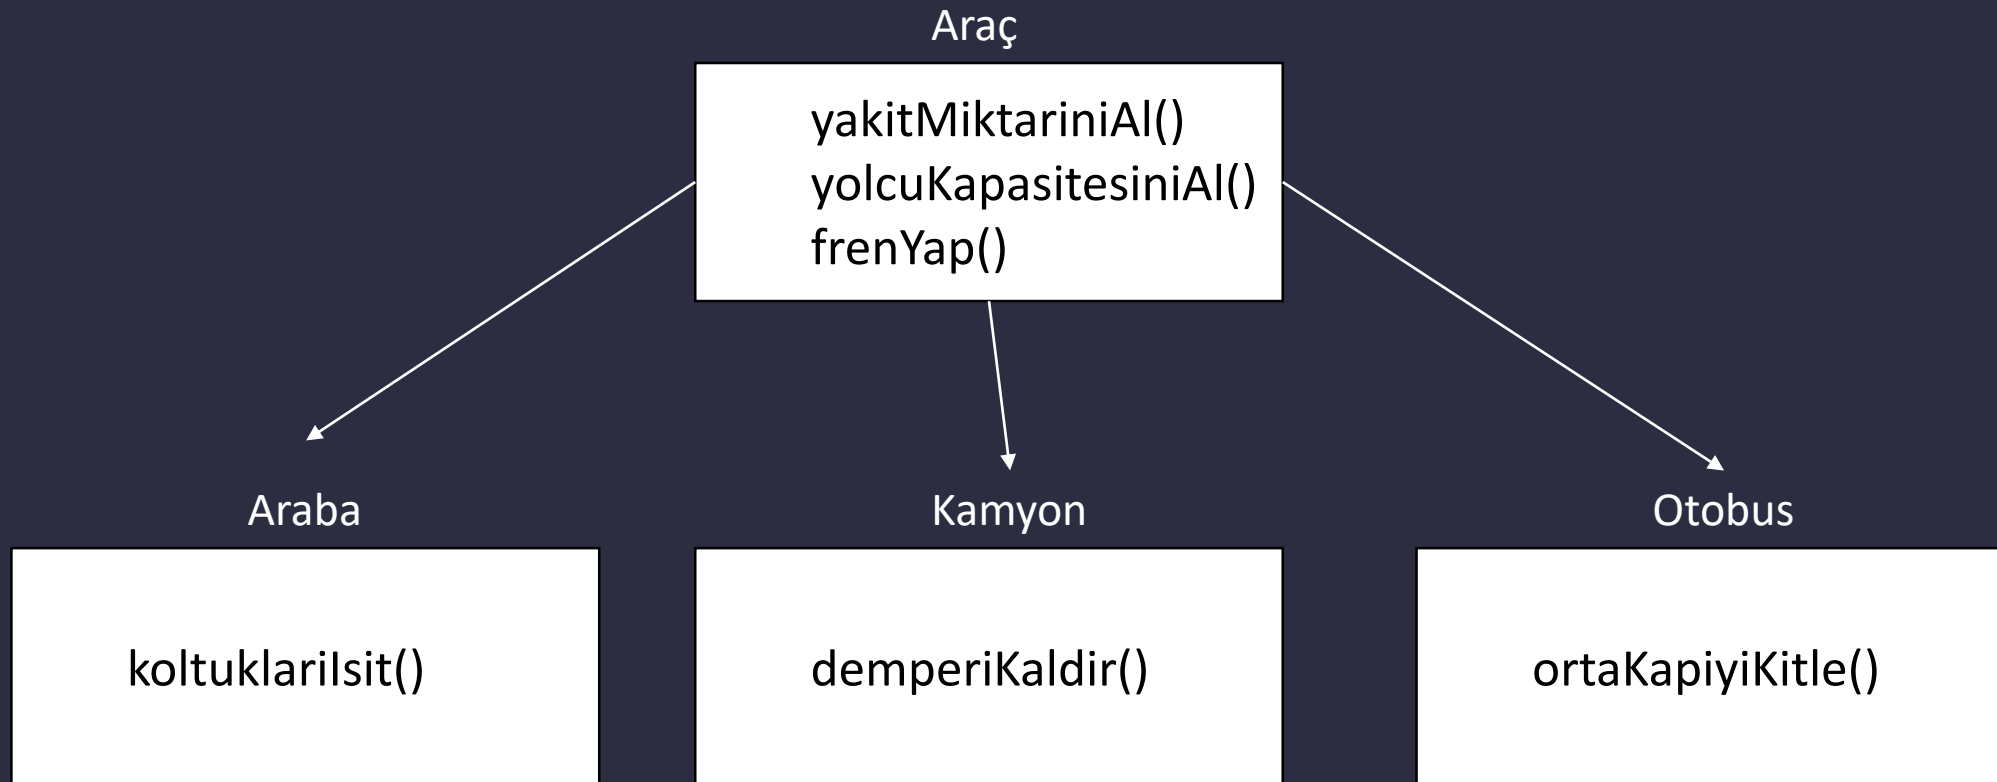 Araç
yakitMiktariniAl()
yolcuKapasitesiniAl()
frenYap()
Araba
Kamyon
Otobus
koltuklariIsit()
demperiKaldir()
ortaKapiyiKitle()